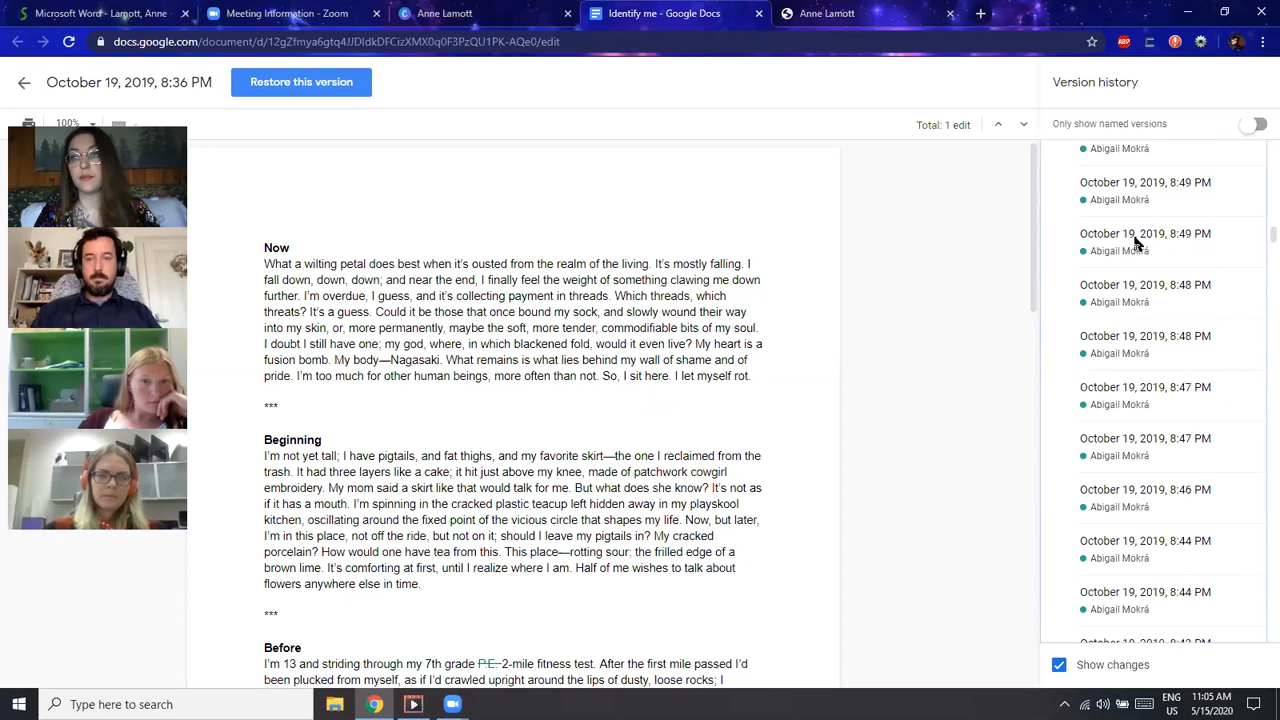 Microsoft Word - Lamott, Anne -
Meeting Information - Zoom
Anne Lamott
Identify me - Google Docs
Anne Lamott
docs.google.com/document/d/12gZfmya6gtq4JJDIdkDFCizXMX0q0F3PzQU1PK-AQe0/edit
October 19, 2019, 8:36 PM
Restore this version
Version history
100%
Total: 1 edit
Only show named versions
Now
What a wilting petal does best when it's ousted from the realm of the living. It's mostly falling. I
fall down, down, down; and near the end, I finally feel the weight of something clawing me down
further. I'm overdue, I guess, and it's collecting payment in threads. Which threads, which
threats? It's a guess. Could it be those that once bound my sock, and slowly wound their way
into my skin, or, more permanently, maybe the soft, more tender, commodifiable bits of my soul.
I doubt I still have one; my god, where, in which blackened fold, would it even live? My heart is a
fusion bomb. My body—Nagasaki. What remains is what lies behind my wall of shame and of
pride. I'm too much for other human beings, more often than not. So, I sit here. I let myself rot.
***
Beginning
I'm not yet tall; I have pigtails, and fat thighs, and my favorite skirt—the one I reclaimed from the
trash. It had three layers like a cake; it hit just above my knee, made of patchwork cowgirl
embroidery. My mom said a skirt like that would talk for me. But what does she know? It's not as
if it has a mouth. I'm spinning in the cracked plastic teacup left hidden away in my playskool
kitchen, oscillating around the fixed point of the vicious circle that shapes my life. Now, but later,
I'm in this place, not off the ride, but not on it; should I leave my pigtails in? My cracked
porcelain? How would one have tea from this. This place—rotting sour; the frilled edge of a
brown lime. It's comforting at first, until I realize where I am. Half of me wishes to talk about
flowers anywhere else in time.
***
Before
I'm 13 and striding through my 7th grade P.E. 2-mile fitness test. After the first mile passed I'd
been plucked from myself, as if I'd crawled upright around the lips of dusty, loose rocks; I
Abigail Mokrá
October 19, 2019, 8:49 PM
Abigail Mokrá
October 19, 2019, 8:49 PM
Abigail Mokrá
October 19, 2019, 8:48 PM
Abigail Mokrá
October 19, 2019, 8:48 PM
Abigail Mokrá
October 19, 2019, 8:47 PM
Abigail Mokrá
October 19, 2019, 8:47 PM
Abigail Mokrá
October 19, 2019, 8:46 PM
Abigail Mokrá
October 19, 2019, 8:44 PM
Abigail Mokrá
October 19, 2019, 8:44 PM
Abigail Mokrá
Show changes
Type here to search
ENG
US
11:05 AM
5/15/2020